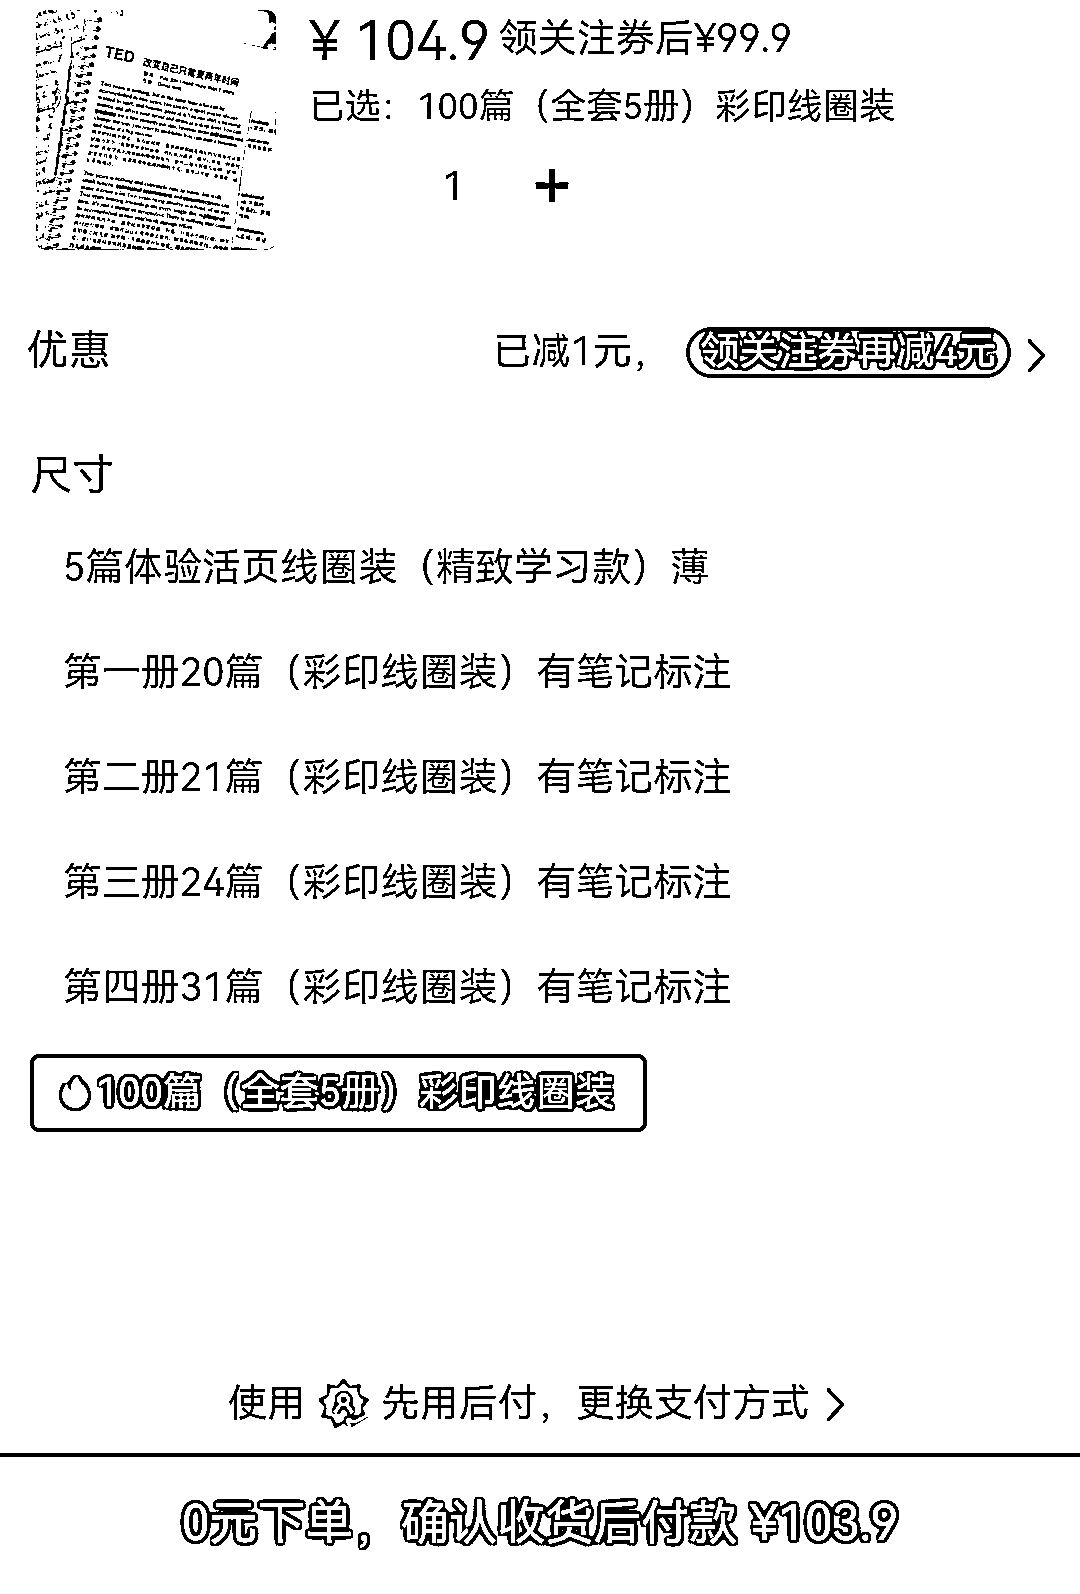 TED 改变自己只需要两年时间
¥ 104.9 领关注券后¥99.9
已选：100篇（全套5册）彩印线圈装
1 +
优惠 已减1元， 领关注券再减4元 >
尺寸
5篇体验活页线圈装（精致学习款）薄
第一册20篇（彩印线圈装）有笔记标注
第二册21篇（彩印线圈装）有笔记标注
第三册24篇（彩印线圈装）有笔记标注
第四册31篇（彩印线圈装）有笔记标注
100篇（全套5册）彩印线圈装
使用 先用后付，更换支付方式 >
0元下单，确认收货后付款 ¥103.9